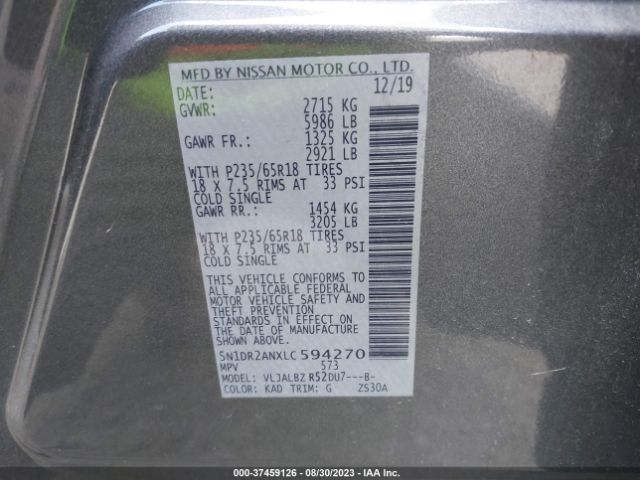 MFD BY NISSAN MOTOR CO., LTD.
DATE: 12/19
GVWR: 2715 KG
5986 LB
GAWR FR.: 1325 KG
2921 LB
WITH P235/65R18 TIRES
18 X 7.5 RIMS AT 33 PSI
COLD SINGLE
GAWR RR.: 1454 KG
3205 LB
WITH P235/65R18 TIRES
18 X 7.5 RIMS AT 33 PSI
COLD SINGLE
THIS VEHICLE CONFORMS TO
ALL APPLICABLE FEDERAL
MOTOR VEHICLE SAFETY AND
THEFT PREVENTION
STANDARDS IN EFFECT ON
THE DATE OF MANUFACTURE
SHOWN ABOVE.
5N1DR2ANXLC594270
MPV 573
MODEL: VLJALBZ R52DU7---B-
COLOR: KAD TRIM: G ZS30A
000-37459126 - 08/30/2023 - IAA Inc.